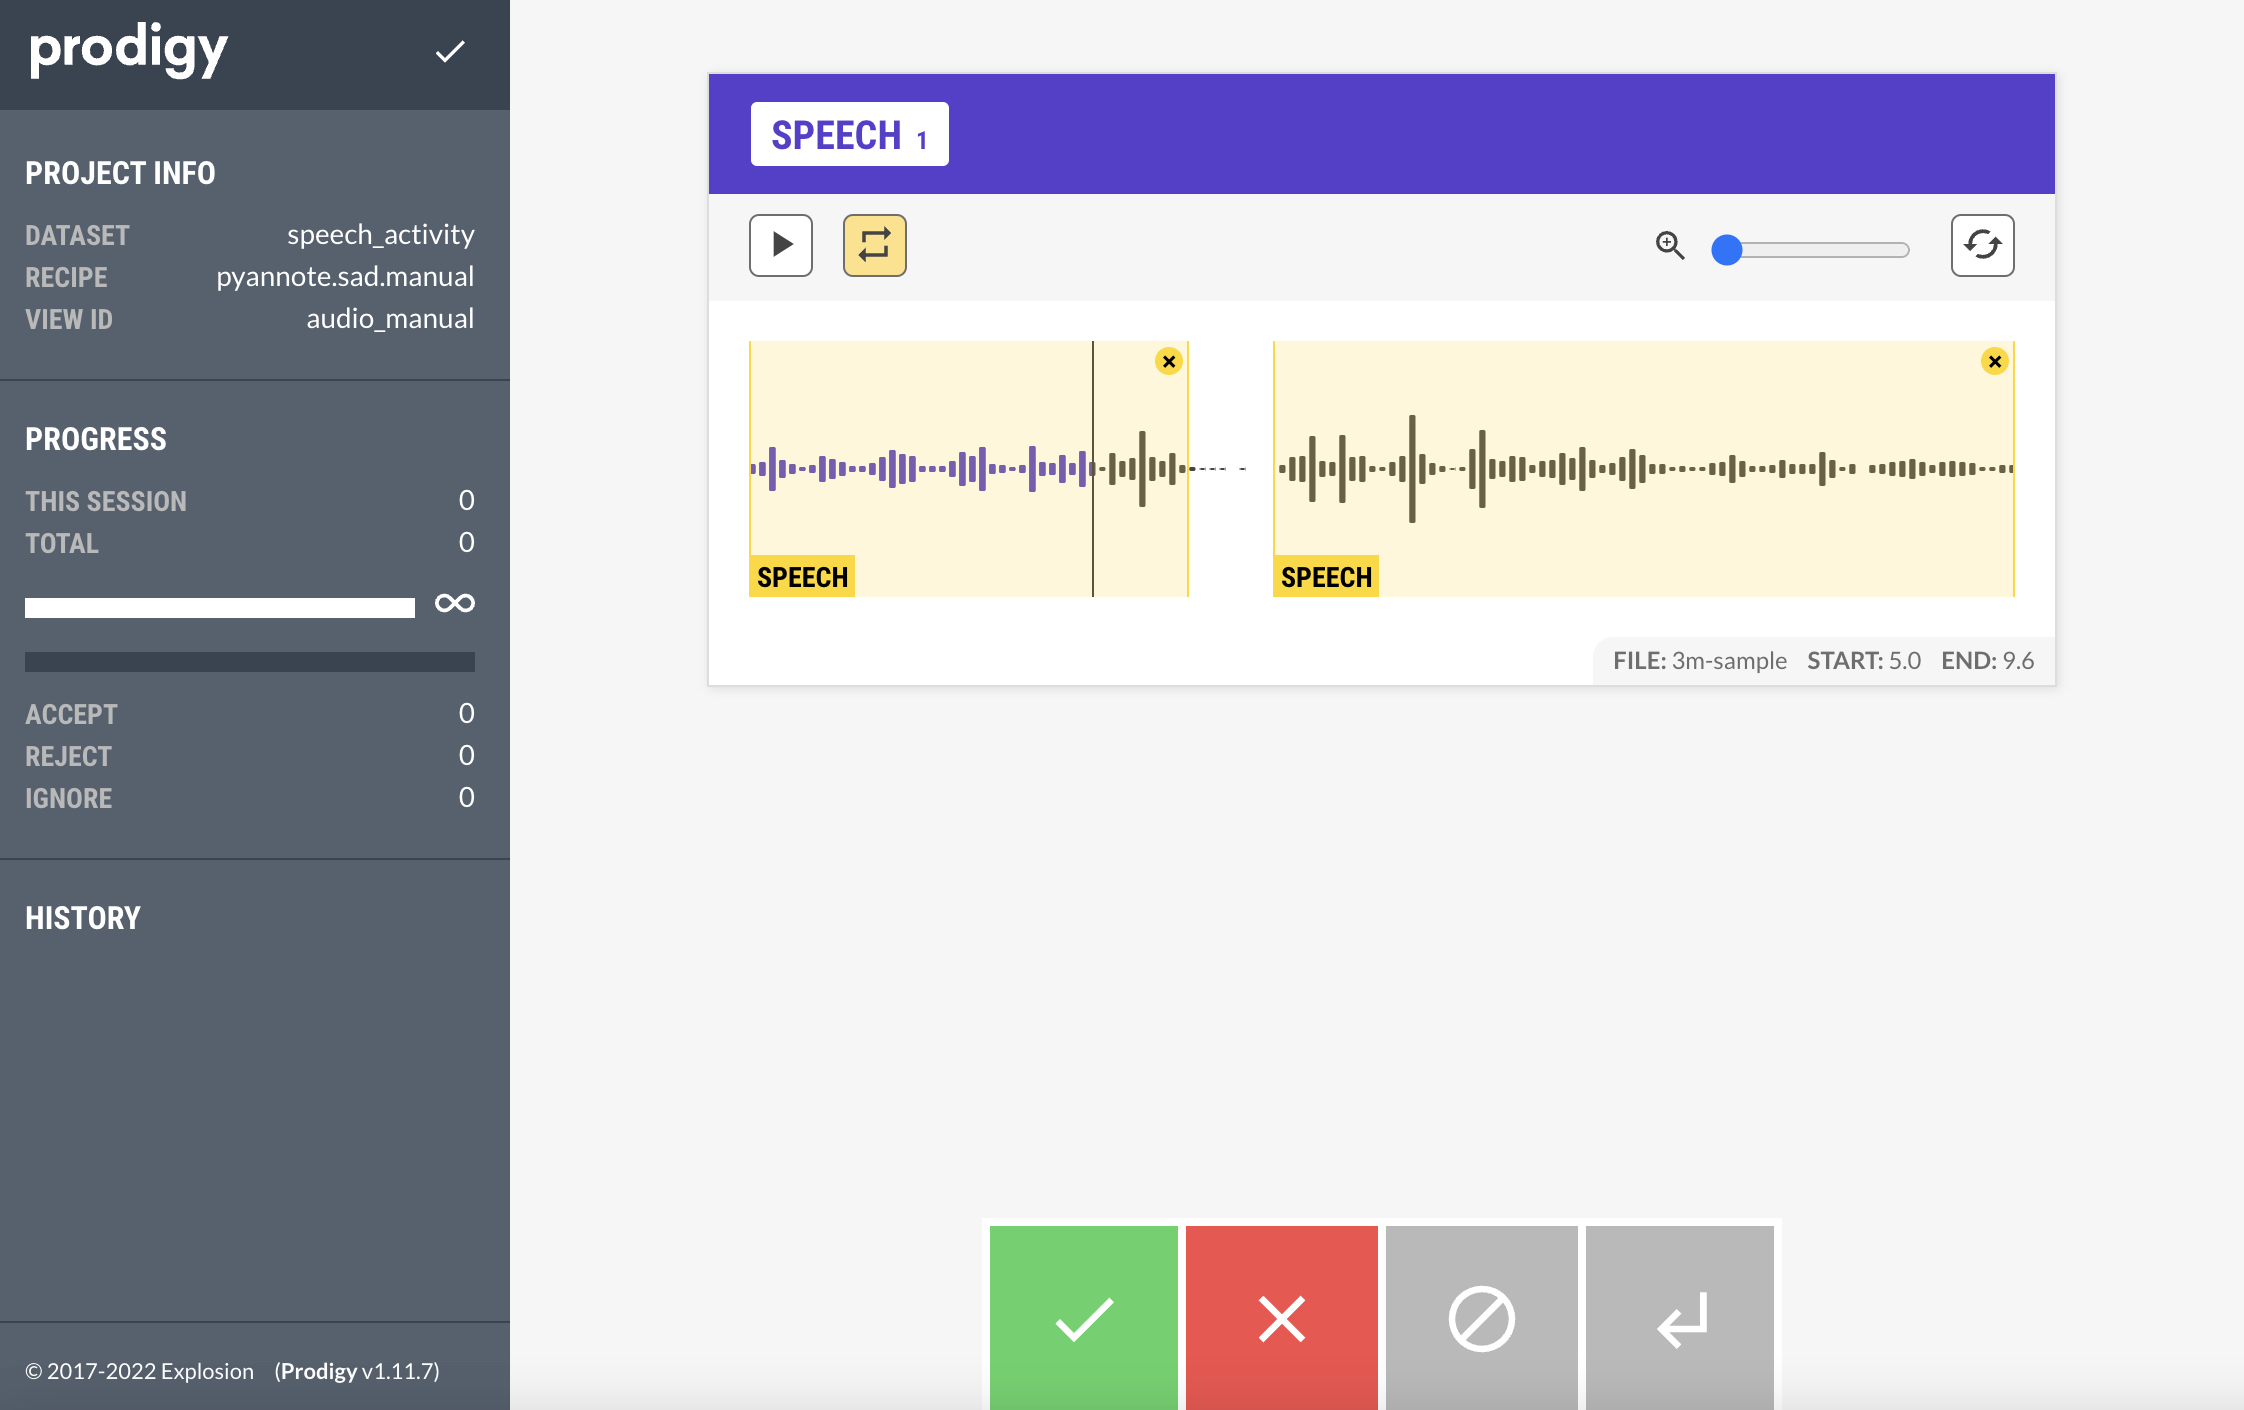 prodigy
PROJECT INFO
DATASET speech_activity
RECIPE pyannote.sad.manual
VIEW ID audio_manual
PROGRESS
THIS SESSION 0
TOTAL 0
∞
ACCEPT 0
REJECT 0
IGNORE 0
HISTORY
© 2017-2022 Explosion (Prodigy v1.11.7)
SPEECH 1
SPEECH
SPEECH
FILE: 3m-sample START: 5.0 END: 9.6